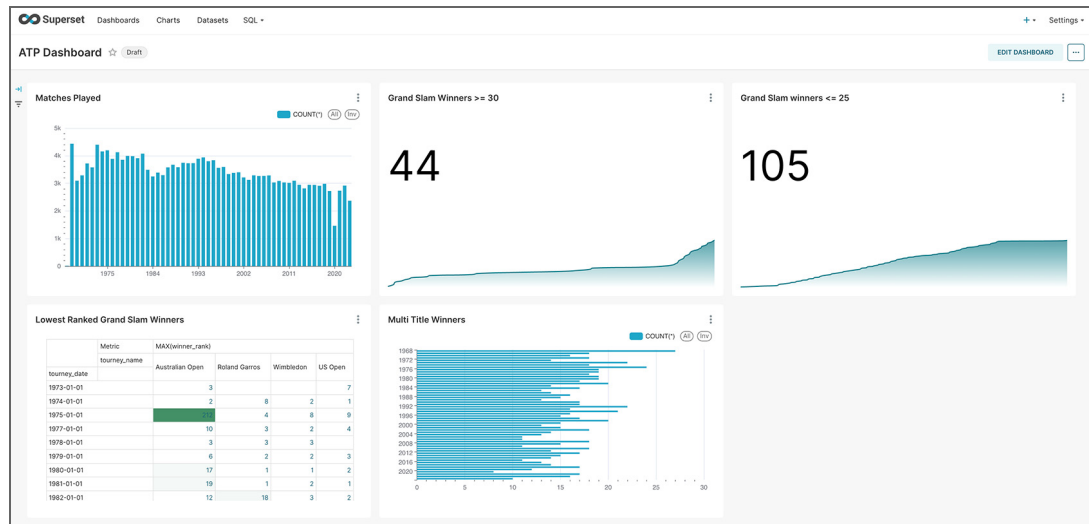 Superset Dashboards Charts Datasets SQL
+ Settings
ATP Dashboard Draft
EDIT DASHBOARD ...
Matches Played
COUNT(*) All Inv
5k
4k
3k
2k
1k
0
1975 1984 1993 2002 2011 2020
Grand Slam Winners >= 30
44
Grand Slam winners <= 25
105
Lowest Ranked Grand Slam Winners
Metric MAX(winner_rank)
tourney_name Australian Open Roland Garros Wimbledon US Open
tourney_date
1973-01-01 3 7
1974-01-01 2 8 2 1
1975-01-01 4 8 9
1977-01-01 10 3 2 4
1978-01-01 3 3 3
1979-01-01 6 2 2 3
1980-01-01 17 1 1 2
1981-01-01 19 1 2 1
1982-01-01 12 18 3 2
Multi Title Winners
COUNT(*) All Inv
1968
1972
1976
1980
1984
1988
1992
1996
2000
2004
2008
2012
2016
2020
0 5 10 15 20 25 30